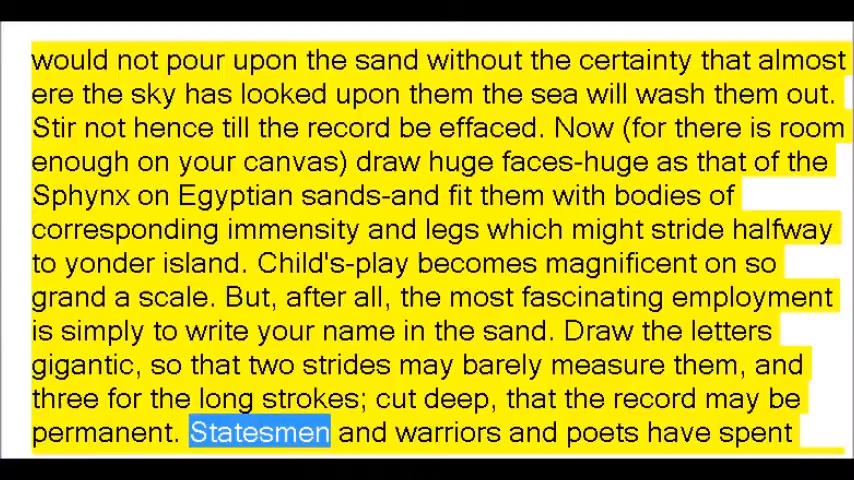 would not pour upon the sand without the certainty that almost
ere the sky has looked upon them the sea will wash them out.
Stir not hence till the record be effaced. Now (for there is room
enough on your canvas) draw huge faces-huge as that of the
Sphynx on Egyptian sands-and fit them with bodies of
corresponding immensity and legs which might stride halfway
to yonder island. Child's-play becomes magnificent on so
grand a scale. But, after all, the most fascinating employment
is simply to write your name in the sand. Draw the letters
gigantic, so that two strides may barely measure them, and
three for the long strokes; cut deep, that the record may be
permanent. Statesmen and warriors and poets have spent